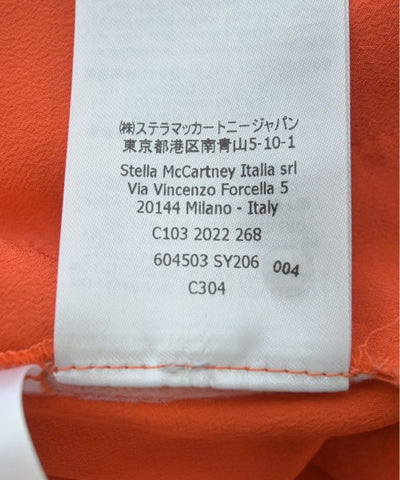 ㈱ステラマッカートニージャパン
東京都港区南青山5-10-1
Stella McCartney Italia srl
Via Vincenzo Forcella 5
20144 Milano - Italy
C103 2022 268
604503 SY206 004
C304